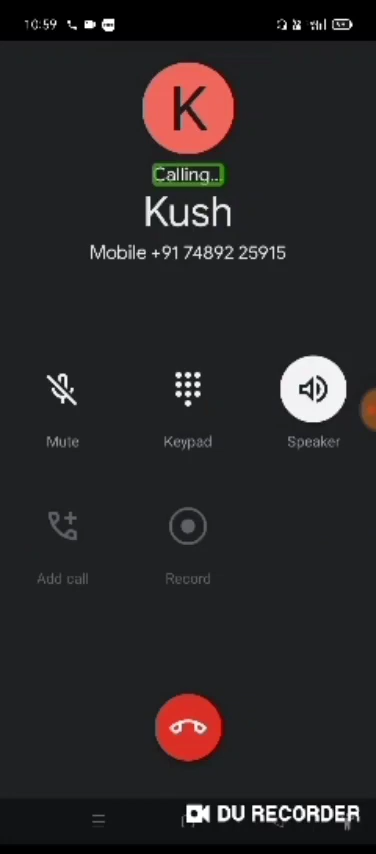 10:59
K
Calling...
Kush
Mobile +91 74892 25915
Mute
Keypad
Speaker
Add call
Record
DU RECORDER